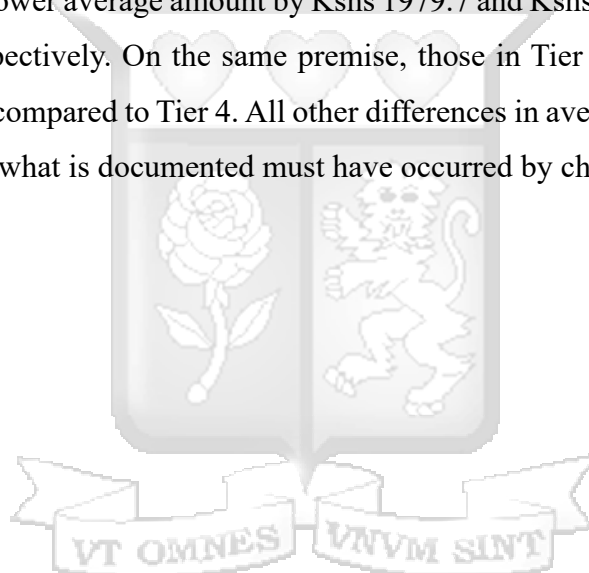 ower average amount by Kshs 1979.7 and Kshs
pectively. On the same premise, those in Tier
compared to Tier 4. All other differences in ave
what is documented must have occurred by ch
VT OMNES VNVM SINT